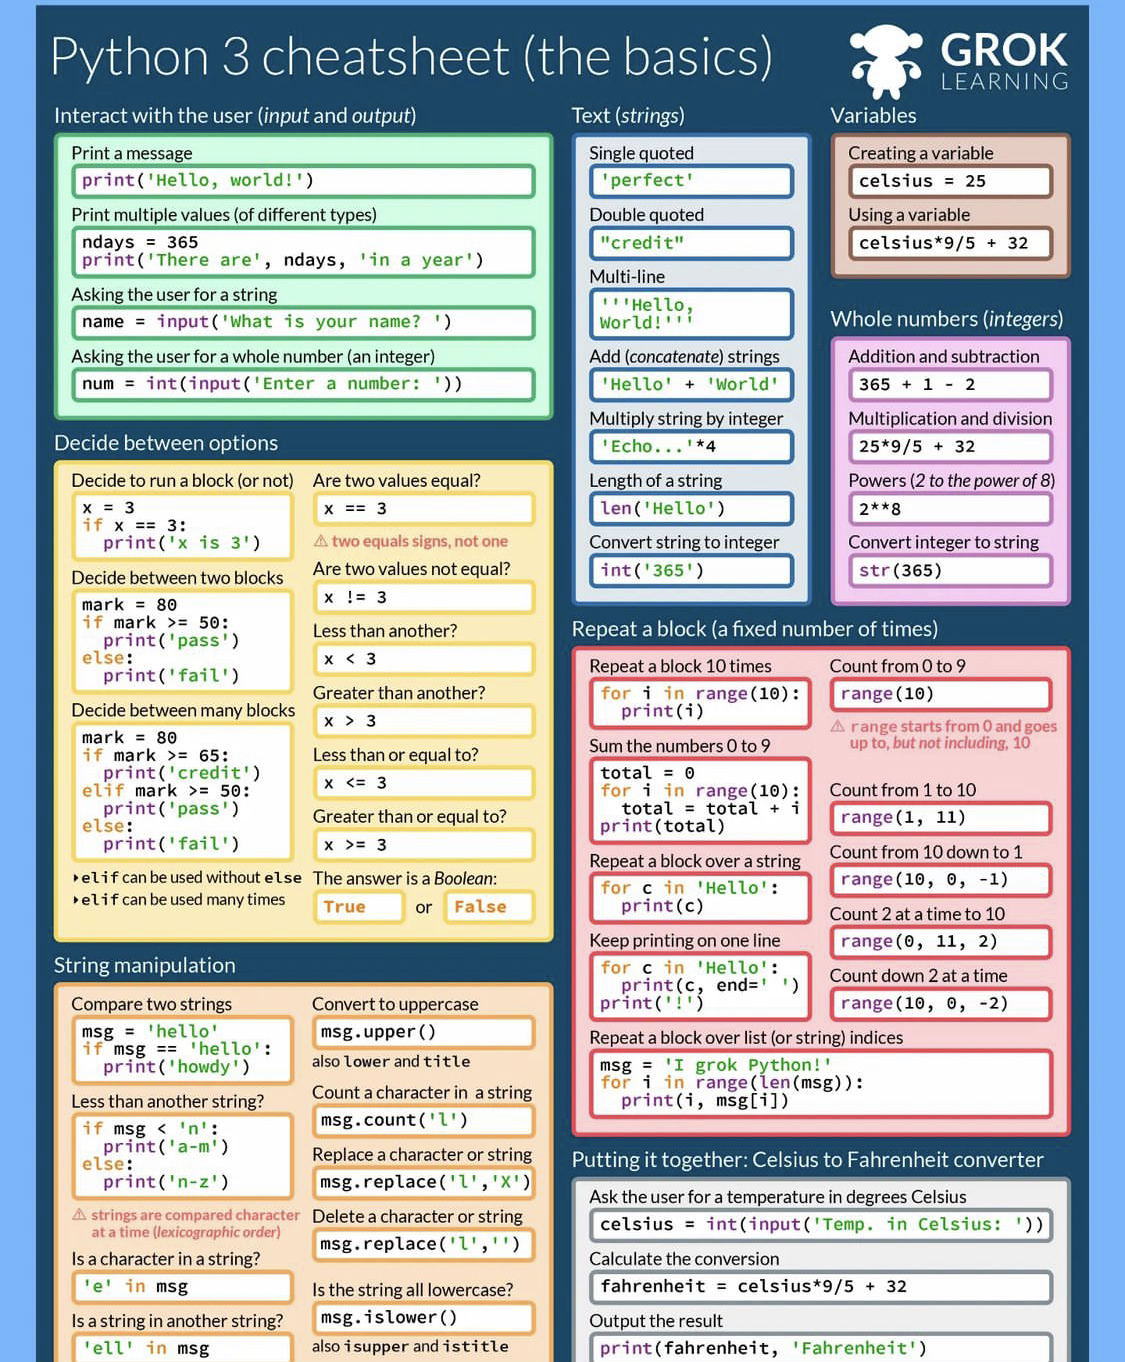 Python 3 cheatsheet (the basics)
GROK
LEARNING
Interact with the user (input and output)
Print a message
print('Hello, world!')
Print multiple values (of different types)
ndays = 365
print('There are', ndays, 'in a year')
Asking the user for a string
name = input('What is your name? ')
Asking the user for a whole number (an integer)
num = int(input('Enter a number: '))
Decide between options
Decide to run a block (or not)
x = 3
if x == 3:
  print('x is 3')
Decide between two blocks
mark = 80
if mark >= 50:
  print('pass')
else:
  print('fail')
Decide between many blocks
mark = 80
if mark >= 65:
  print('credit')
elif mark >= 50:
  print('pass')
else:
  print('fail')
‣elif can be used without else
‣elif can be used many times
Are two values equal?
x == 3
⚠ two equals signs, not one
Are two values not equal?
x != 3
Less than another?
x < 3
Greater than another?
x > 3
Less than or equal to?
x <= 3
Greater than or equal to?
x >= 3
The answer is a Boolean:
True or False
String manipulation
Compare two strings
msg = 'hello'
if msg == 'hello':
  print('howdy')
Less than another string?
if msg < 'n':
  print('a-m')
else:
  print('n-z')
⚠ strings are compared character
at a time (lexicographic order)
Is a character in a string?
'e' in msg
Is a string in another string?
'ell' in msg
Convert to uppercase
msg.upper()
also lower and title
Count a character in a string
msg.count('l')
Replace a character or string
msg.replace('l','X')
Delete a character or string
msg.replace('l','')
Is the string all lowercase?
msg.islower()
also isupper and istitle
Text (strings)
Single quoted
'perfect'
Double quoted
"credit"
Multi-line
'''Hello,
World!'''
Add (concatenate) strings
'Hello' + 'World'
Multiply string by integer
'Echo...'*4
Length of a string
len('Hello')
Convert string to integer
int('365')
Variables
Creating a variable
celsius = 25
Using a variable
celsius*9/5 + 32
Whole numbers (integers)
Addition and subtraction
365 + 1 - 2
Multiplication and division
25*9/5 + 32
Powers (2 to the power of 8)
2**8
Convert integer to string
str(365)
Repeat a block (a fixed number of times)
Repeat a block 10 times
for i in range(10):
  print(i)
Sum the numbers 0 to 9
total = 0
for i in range(10):
  total = total + i
print(total)
Repeat a block over a string
for c in 'Hello':
  print(c)
Keep printing on one line
for c in 'Hello':
  print(c, end=' ')
print('!')
Count from 0 to 9
range(10)
⚠ range starts from 0 and goes
up to, but not including, 10
Count from 1 to 10
range(1, 11)
Count from 10 down to 1
range(10, 0, -1)
Count 2 at a time to 10
range(0, 11, 2)
Count down 2 at a time
range(10, 0, -2)
Repeat a block over list (or string) indices
msg = 'I grok Python!'
for i in range(len(msg)):
  print(i, msg[i])
Putting it together: Celsius to Fahrenheit converter
Ask the user for a temperature in degrees Celsius
celsius = int(input('Temp. in Celsius: '))
Calculate the conversion
fahrenheit = celsius*9/5 + 32
Output the result
print(fahrenheit, 'Fahrenheit')